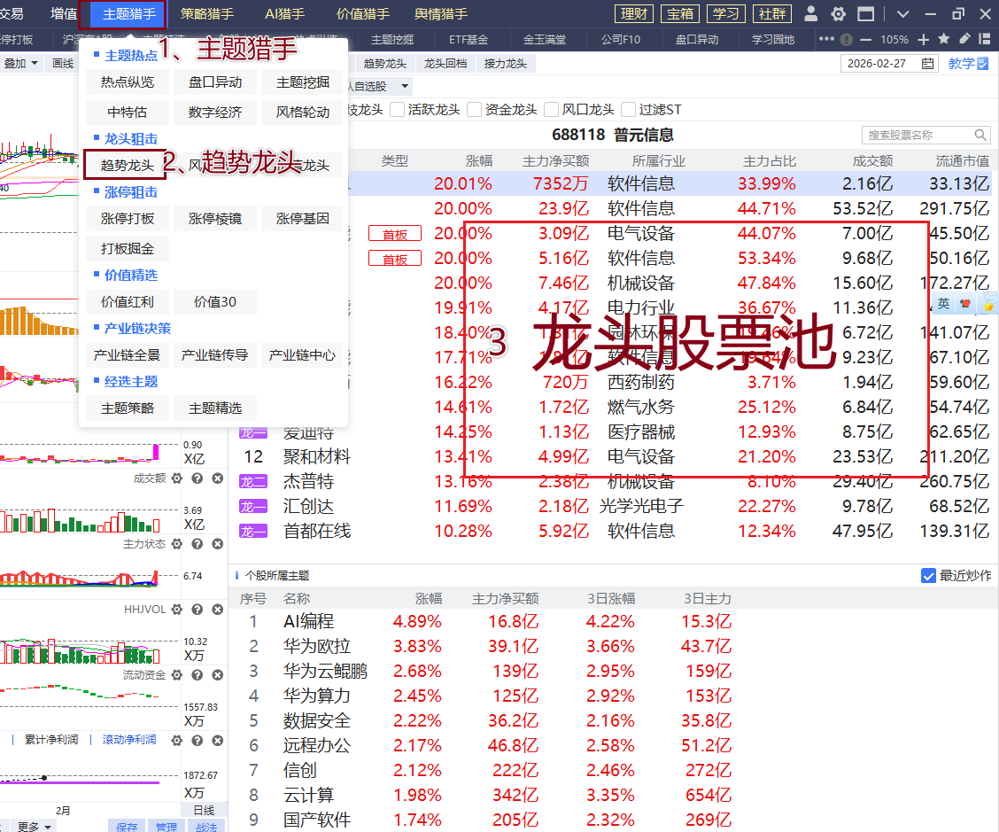 交易 增值 主题猎手 策略猎手 AI猎手 价值猎手 舆情猎手 理财 宝箱 学习 社群
停打板 主题挖掘 ETF基金 金玉满堂 公司F10 盘口异动 学习园地 ••• 105%
叠加 画线 趋势龙头 龙头回档 接力龙头 2026-02-27 教学
自选股
龙头 活跃龙头 资金龙头 风口龙头 过滤ST
688118 普元信息 搜索股票名称
1、主题猎手
主题热点
热点纵览 盘口异动 主题挖掘
中特估 数字经济 风格轮动
龙头狙击
趋势龙头 龙头
2、趋势龙头
涨停狙击
涨停打板 涨停棱镜 涨停基因
打板掘金
价值精选
价值红利 价值30
产业链决策
产业链全景 产业链传导 产业链中心
经选主题
主题策略 主题精选
类型 涨幅 主力净买额 所属行业 主力占比 成交额 流通市值
20.01% 7352万 软件信息 33.99% 2.16亿 33.13亿
20.00% 23.9亿 软件信息 44.71% 53.52亿 291.75亿
首板 20.00% 3.09亿 电气设备 44.07% 7.00亿 45.50亿
首板 20.00% 5.16亿 软件信息 53.34% 9.68亿 50.16亿
20.00% 7.46亿 机械设备 47.84% 15.60亿 172.27亿
19.91% 4.17亿 电力行业 36.67% 11.36亿
英
18.40% 园林环保 6.72亿 141.07亿
3 龙头股票池
17.71% 软件信息 9.23亿 67.10亿
16.22% 720万 西药制药 3.71% 1.94亿 59.60亿
14.61% 1.72亿 燃气水务 25.12% 6.84亿 54.74亿
龙一 爱迪特 14.25% 1.13亿 医疗器械 12.93% 8.75亿 62.65亿
12 聚和材料 13.41% 4.99亿 电气设备 21.20% 23.53亿 211.20亿
龙二 杰普特 13.16% 2.38亿 机械设备 8.10% 29.40亿 260.75亿
龙一 汇创达 11.69% 2.18亿 光学光电子 22.27% 9.78亿 68.52亿
龙一 首都在线 10.28% 5.92亿 软件信息 12.34% 47.95亿 139.31亿
40
0.90
X亿
成交额
3.69
X亿
主力状态
6.74
HHJVOL
10.32
X万
流动资金
1557.83
X万
累计净利润 滚动净利润
1872.67
X万
2月 日线
更多 保存 管理 战法
个股所属主题 最近炒作
序号 名称 涨幅 主力净买额 3日涨幅 3日主力
1 AI编程 4.89% 16.8亿 4.22% 15.3亿
2 华为欧拉 3.83% 39.1亿 3.66% 43.7亿
3 华为云鲲鹏 2.68% 139亿 2.95% 159亿
4 华为算力 2.45% 125亿 2.92% 153亿
5 数据安全 2.22% 36.2亿 2.16% 35.8亿
6 远程办公 2.17% 46.8亿 2.58% 51.2亿
7 信创 2.12% 222亿 2.46% 272亿
8 云计算 1.98% 342亿 3.35% 654亿
9 国产软件 1.74% 205亿 2.32% 269亿